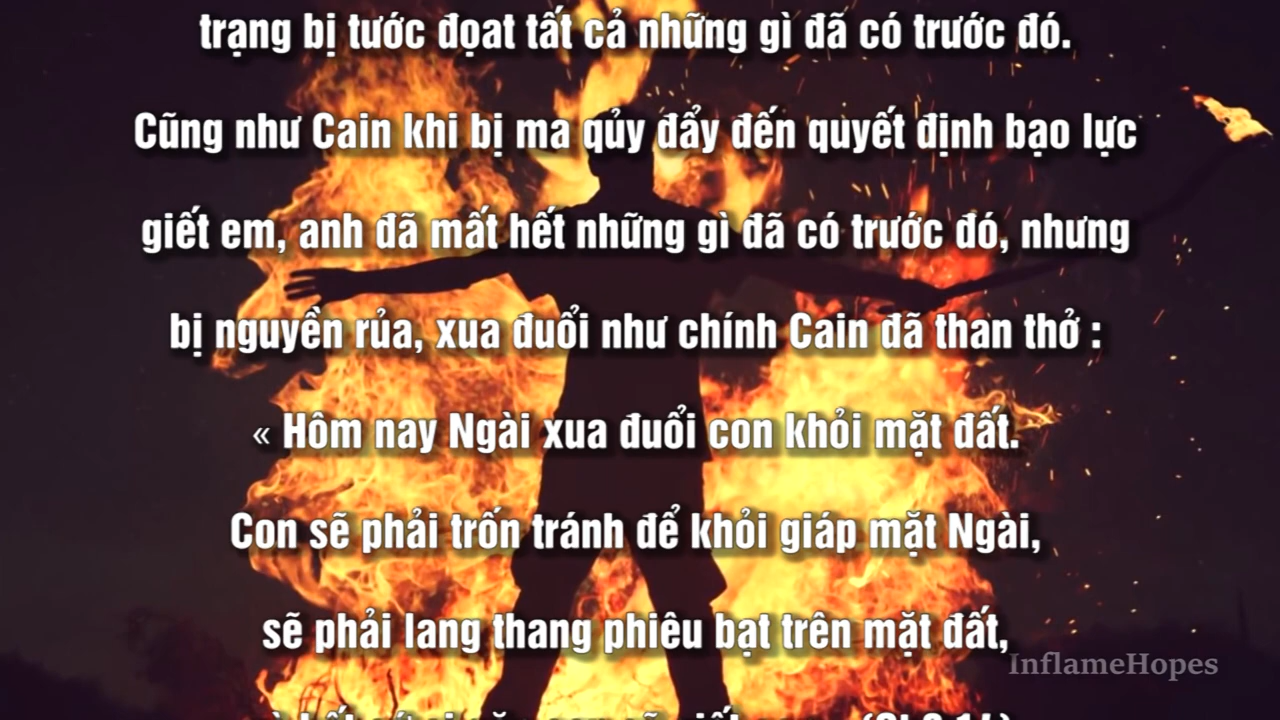 trạng bị tước đọat tất cả những gì đã có trước đó.
Cũng như Cain khi bị ma qủy đẩy đến quyết định bạo lực
giết em, anh đã mất hết những gì đã có trước đó, nhưng
bị nguyền rủa, xua đuổi như chính Cain đã than thở :
« Hôm nay Ngài xua đuổi con khỏi mặt đất.
Con sẽ phải trốn tránh để khỏi giáp mặt Ngài,
sẽ phải lang thang phiêu bạt trên mặt đất,
InflameHopes